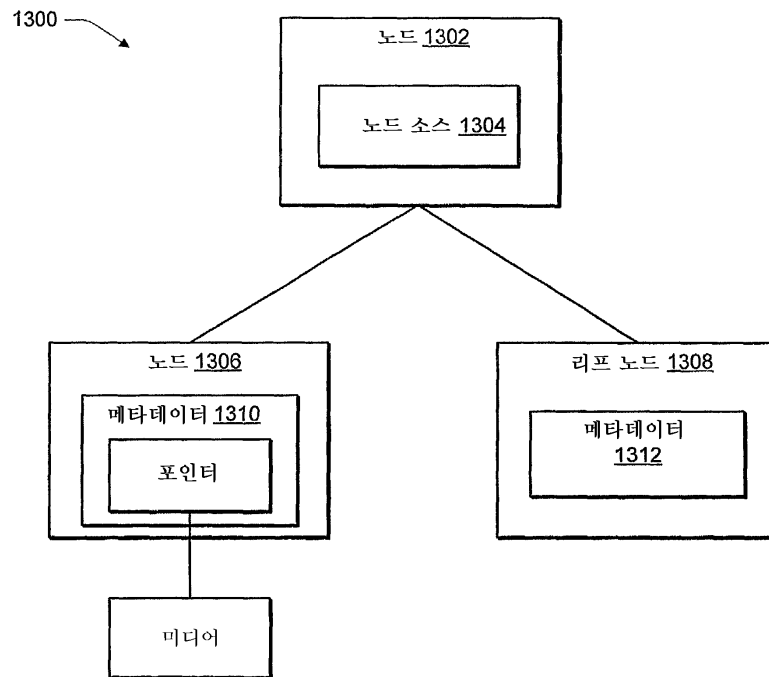 1300
노드 1302
노드 소스 1304
노드 1306
메타데이터 1310
포인터
미디어
리프 노드 1308
메타데이터
1312